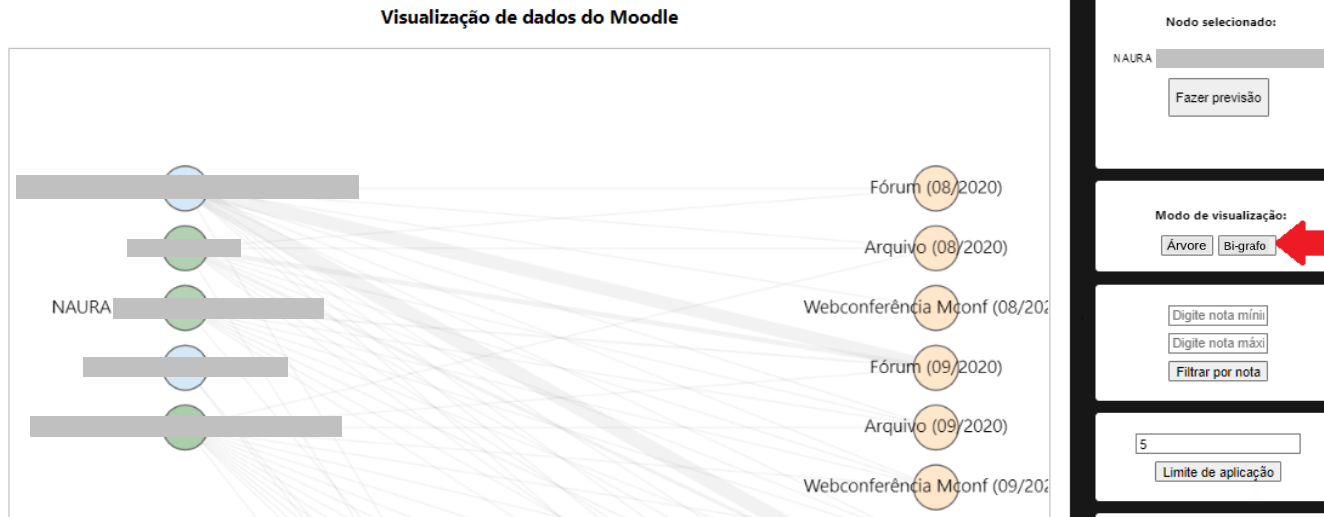 Visualização de dados do Moodle
Fórum (08/2020)
Arquivo (08/2020)
NAURA
Webconferência Mconf (08/202
Fórum (09/2020)
Arquivo (09/2020)
Webconferência Mconf (09/202
Nodo selecionado:
NAURA
Fazer previsão
Modo de visualização:
Árvore Bi-grafo
Digite nota míni
Digite nota máxi
Filtrar por nota
5
Limite de aplicação